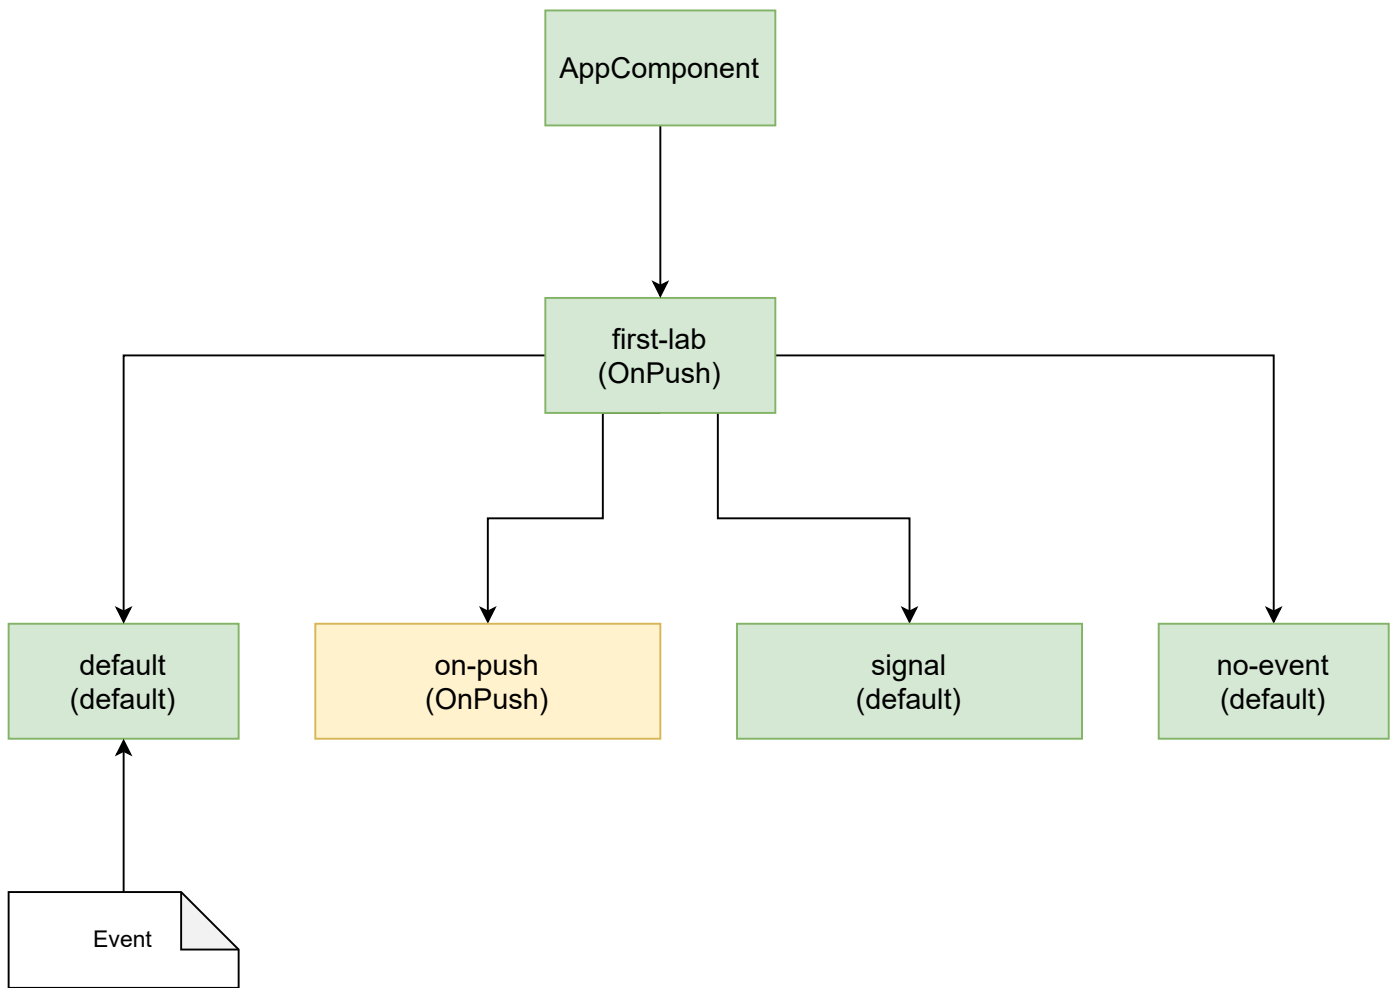 AppComponent
first-lab
(OnPush)
default
(default)
on-push
(OnPush)
signal
(default)
no-event
(default)
Event